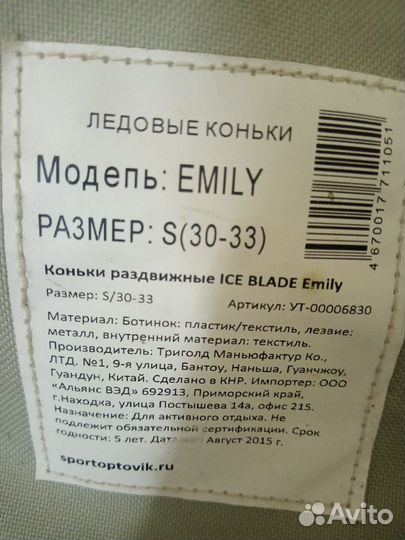 ЛЕДОВЫЕ КОНЬКИ
Модель: EMILY
РАЗМЕР: S(30-33)
4 670017 711051
Коньки раздвижные ICE BLADE Emily
Размер: S/30-33 Артикул: УТ-00006830
Материал: Ботинок: пластик/текстиль, лезвие:
металл, внутренний материал: текстиль.
Производитель: Триголд Маньюфактур Ко.,
ЛТД. №1, 9-я улица, Бантоу, Наньша, Гуанчжоу,
Гуандун, Китай. Сделано в КНР. Импортер: ООО
«Альянс ВЭД» 692913, Приморский край,
г.Находка, улица Постышева 14а, офис 215.
Назначение: Для активного отдыха. Не
подлежит обязательной сертификации. Срок
годности: 5 лет. Август 2015 г.
sportoptovik.ru
Avito